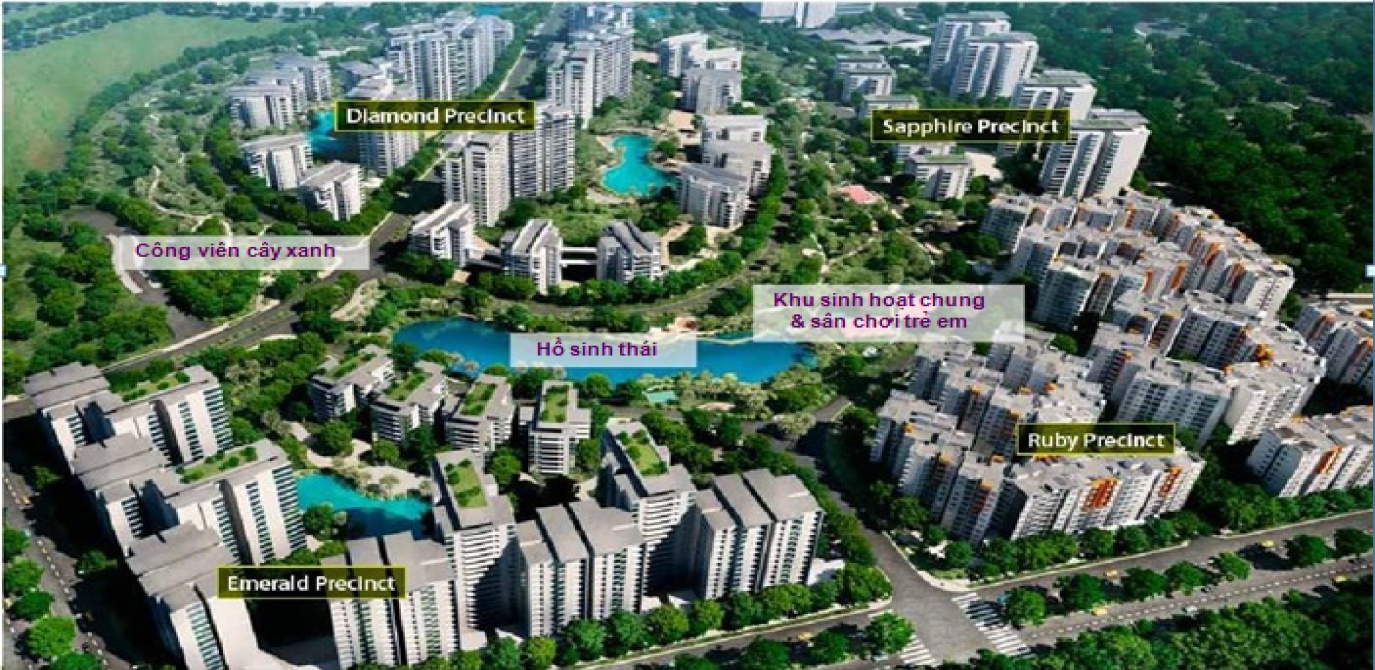 Diamond Precinct
Sapphire Precinct
Công viên cây xanh
Khu sinh hoạt chung
& sân chơi trẻ em
Hồ sinh thái
Ruby Precinct
Emerald Precinct